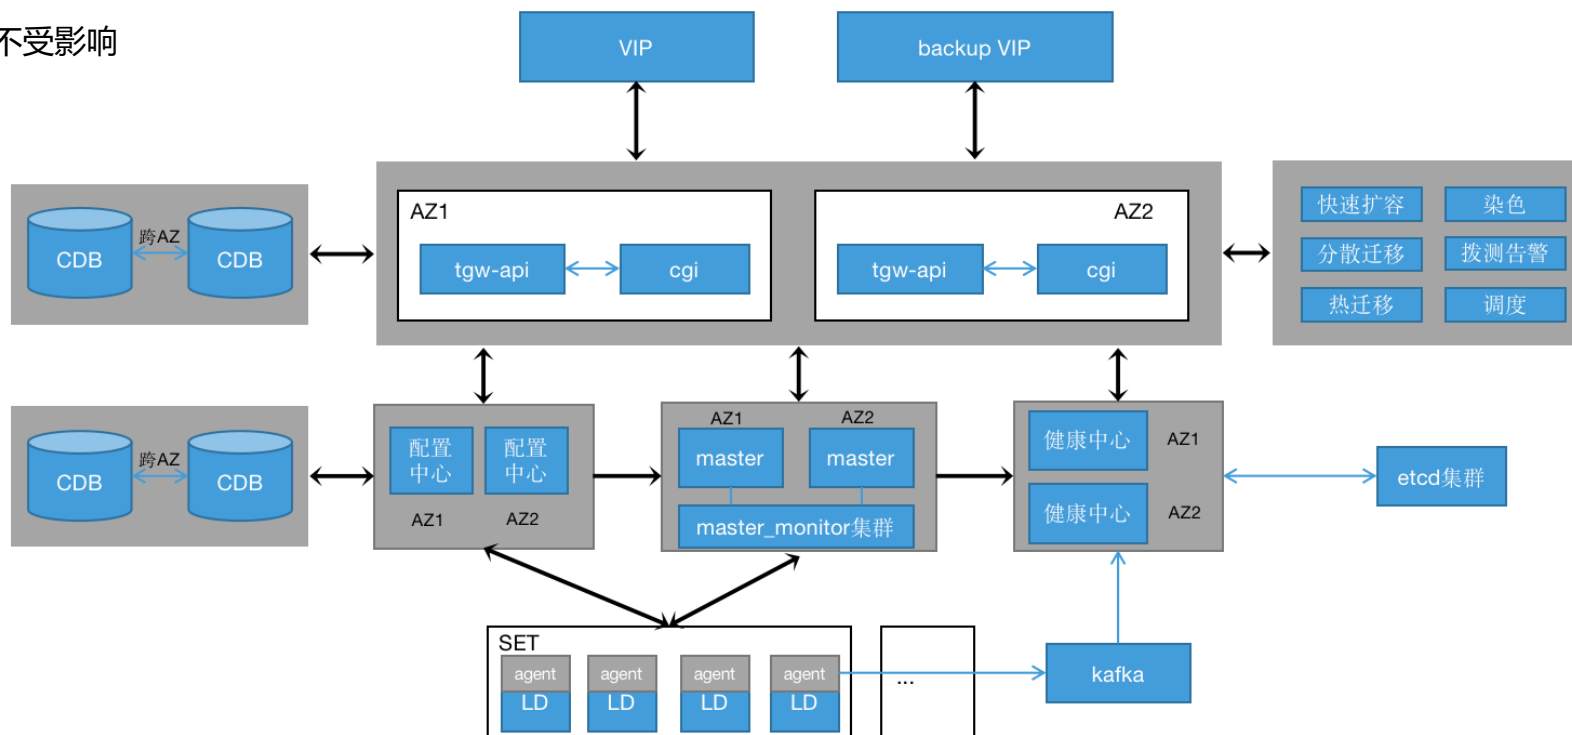 不受影响
VIP
backup VIP
AZ1
AZ2
tgw-api
cgi
tgw-api
cgi
CDB
跨AZ
CDB
快速扩容
染色
分散迁移
拨测告警
热迁移
调度
CDB
跨AZ
CDB
配置
中心
配置
中心
AZ1
AZ2
AZ1
AZ2
master
master
master_monitor集群
健康中心
AZ1
健康中心
AZ2
etcd集群
SET
agent
LD
agent
LD
agent
LD
agent
LD
...
kafka